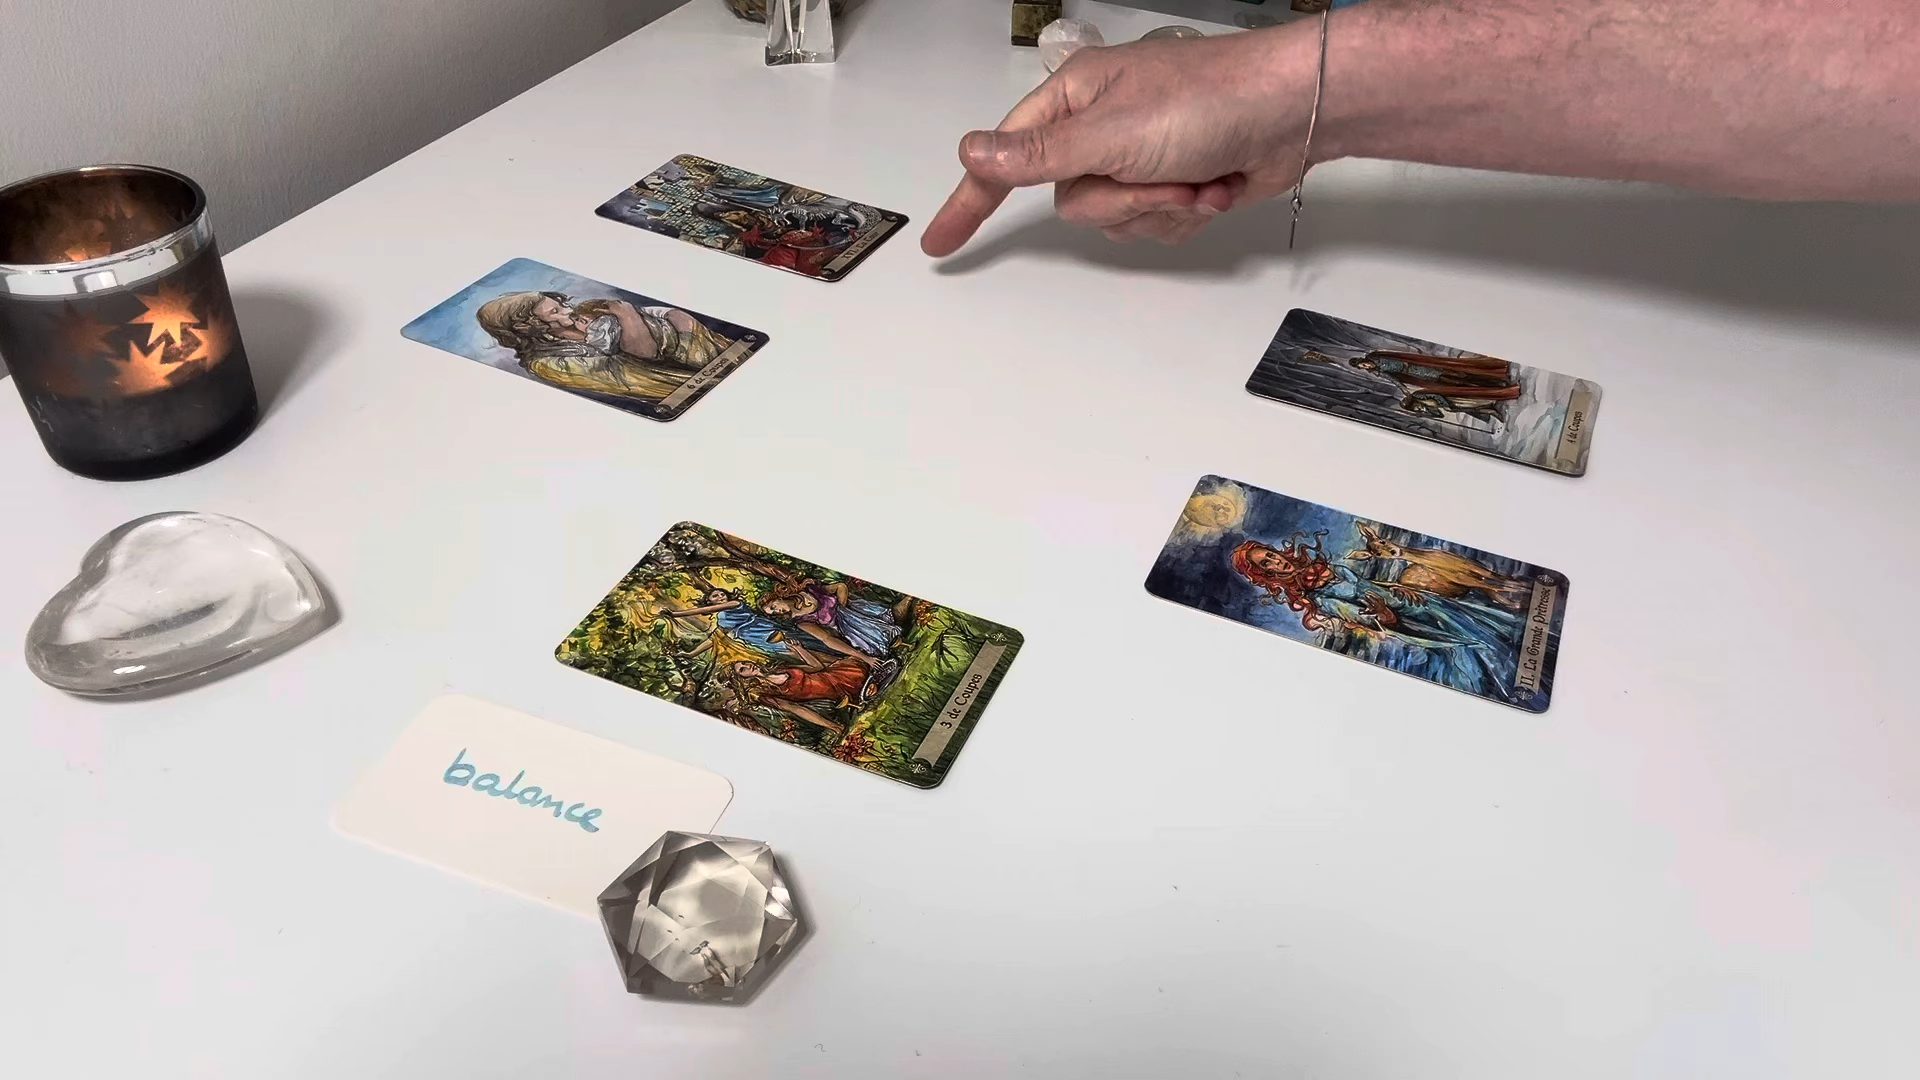 6 de Coupes
4 de Coupes
II. La Grande Prêtresse
3 de Coupes
balance